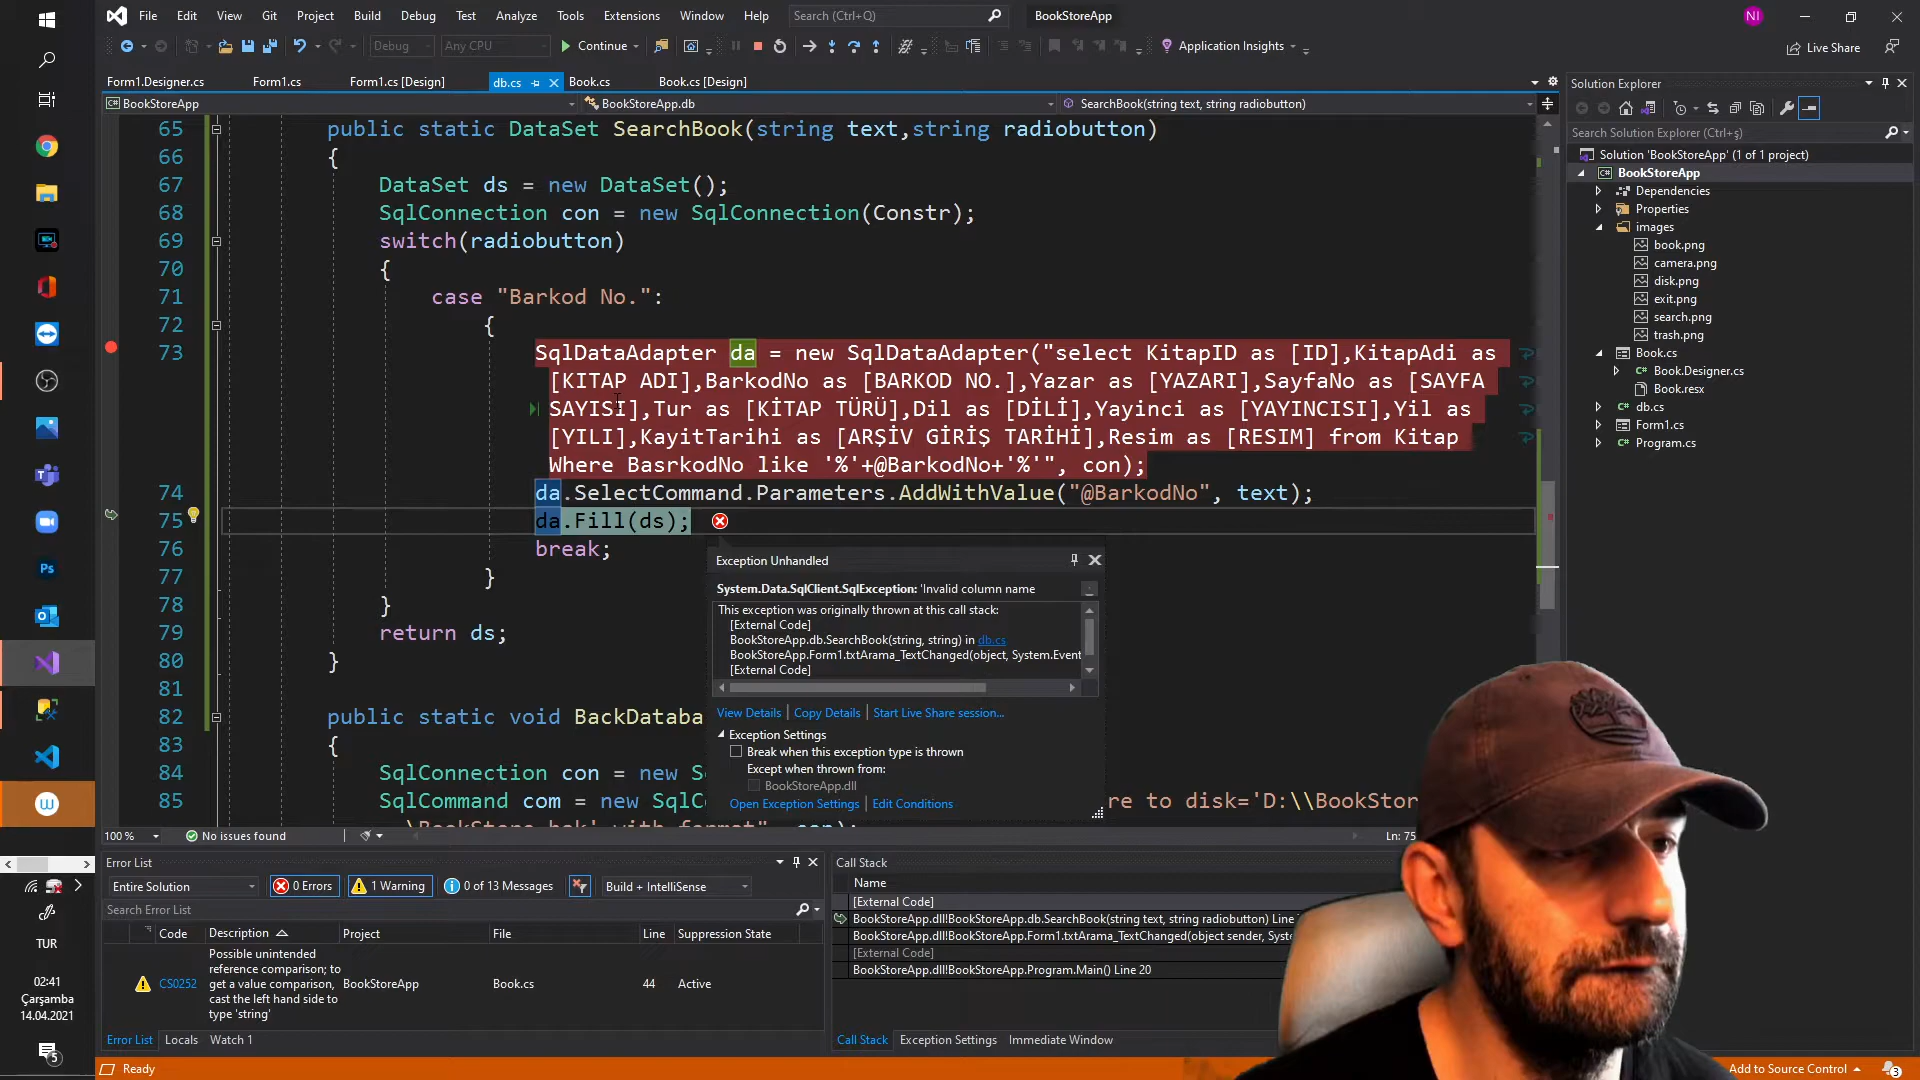 File Edit View Git Project Build Debug Test Analyze Tools Extensions Window Help Search (Ctrl+Q) BookStoreApp NI
Debug Any CPU Continue Application Insights Live Share
Form1.Designer.cs Form1.cs Form1.cs [Design] db.cs Book.cs Book.cs [Design]
BookStoreApp BookStoreApp.db SearchBook(string text, string radiobutton)
65 public static DataSet SearchBook(string text,string radiobutton)
66 {
67 DataSet ds = new DataSet();
68 SqlConnection con = new SqlConnection(Constr);
69 switch(radiobutton)
70 {
71 case "Barkod No.":
72 {
73 SqlDataAdapter da = new SqlDataAdapter("select KitapID as [ID],KitapAdi as
[KITAP ADI],BarkodNo as [BARKOD NO.],Yazar as [YAZARI],SayfaNo as [SAYFA
SAYISI],Tur as [KİTAP TÜRÜ],Dil as [DİLİ],Yayinci as [YAYINCISI],Yil as
[YILI],KayitTarihi as [ARŞİV GİRİŞ TARİHİ],Resim as [RESIM] from Kitap
Where BasrkodNo like '%'+@BarkodNo+'%'", con);
74 da.SelectCommand.Parameters.AddWithValue("@BarkodNo", text);
75 da.Fill(ds);
76 break;
77 }
78 }
79 return ds;
80 }
81
82 public static void BackDataba
83 {
84 SqlConnection con = new S
85 SqlCommand com = new SqlC re to disk='D:\\BookStor
100 % No issues found Ln: 75
Exception Unhandled
System.Data.SqlClient.SqlException: 'Invalid column name
This exception was originally thrown at this call stack:
[External Code]
BookStoreApp.db.SearchBook(string, string) in db.cs
BookStoreApp.Form1.txtArama_TextChanged(object, System.Event
[External Code]
View Details | Copy Details | Start Live Share session...
Exception Settings
Break when this exception type is thrown
Except when thrown from:
BookStoreApp.dll
Open Exception Settings | Edit Conditions
Error List
Entire Solution 0 Errors 1 Warning 0 of 13 Messages Build + IntelliSense
Search Error List
Code Description Project File Line Suppression State
CS0252 Possible unintended reference comparison; to get a value comparison, cast the left hand side to type 'string' BookStoreApp Book.cs 44 Active
Error List Locals Watch 1
Call Stack
Name
[External Code]
BookStoreApp.dll!BookStoreApp.db.SearchBook(string text, string radiobutton) Line
BookStoreApp.dll!BookStoreApp.Form1.txtArama_TextChanged(object sender, Syste
[External Code]
BookStoreApp.dll!BookStoreApp.Program.Main() Line 20
Call Stack Exception Settings Immediate Window
Solution Explorer
Search Solution Explorer (Ctrl+ş)
Solution 'BookStoreApp' (1 of 1 project)
BookStoreApp
Dependencies
Properties
images
book.png
camera.png
disk.png
exit.png
search.png
trash.png
Book.cs
Book.Designer.cs
Book.resx
db.cs
Form1.cs
Program.cs
Ps
TUR
02:41
Çarşamba
14.04.2021
5
Ready
Add to Source Control
3